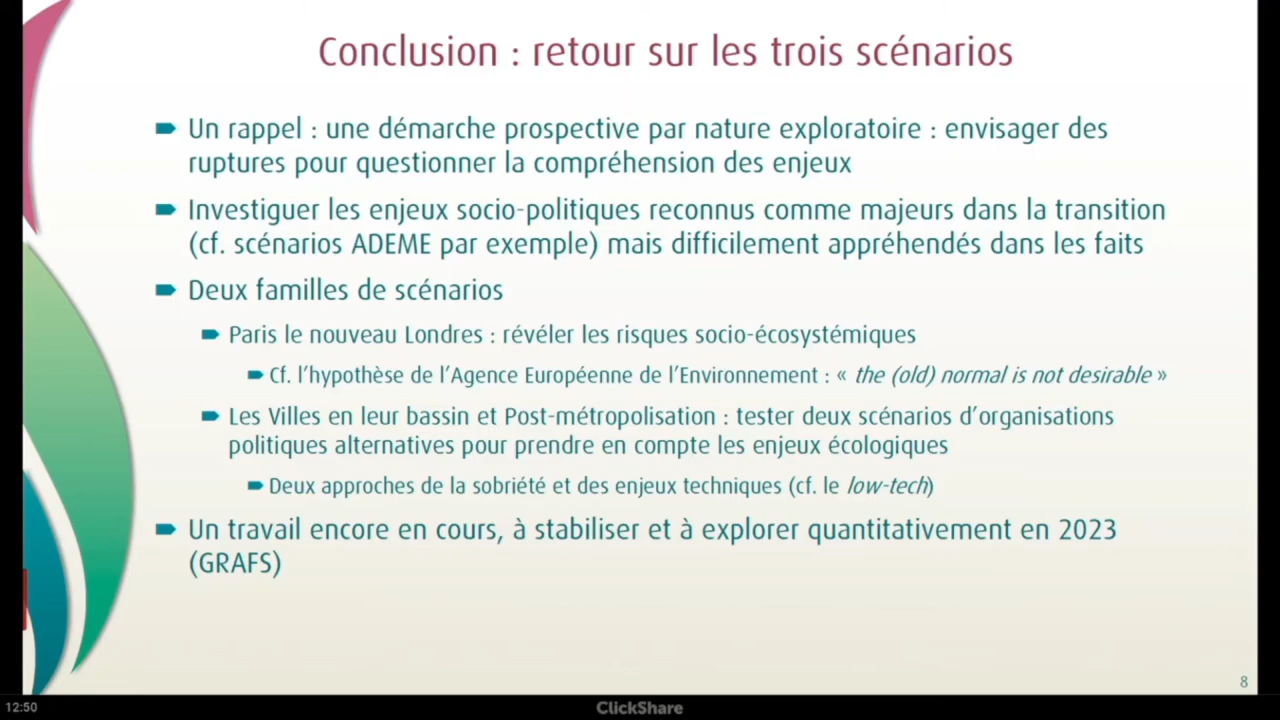 Conclusion : retour sur les trois scénarios
Un rappel : une démarche prospective par nature exploratoire : envisager des
ruptures pour questionner la compréhension des enjeux
Investiguer les enjeux socio-politiques reconnus comme majeurs dans la transition
(cf. scénarios ADEME par exemple) mais difficilement appréhendés dans les faits
Deux familles de scénarios
Paris le nouveau Londres : révéler les risques socio-écosystémiques
Cf. l'hypothèse de l'Agence Européenne de l'Environnement : « the (old) normal is not desirable »
Les Villes en leur bassin et Post-métropolisation : tester deux scénarios d'organisations
politiques alternatives pour prendre en compte les enjeux écologiques
Deux approches de la sobriété et des enjeux techniques (cf. le low-tech)
Un travail encore en cours, à stabiliser et à explorer quantitativement en 2023
(GRAFS)
8
12:50
ClickShare